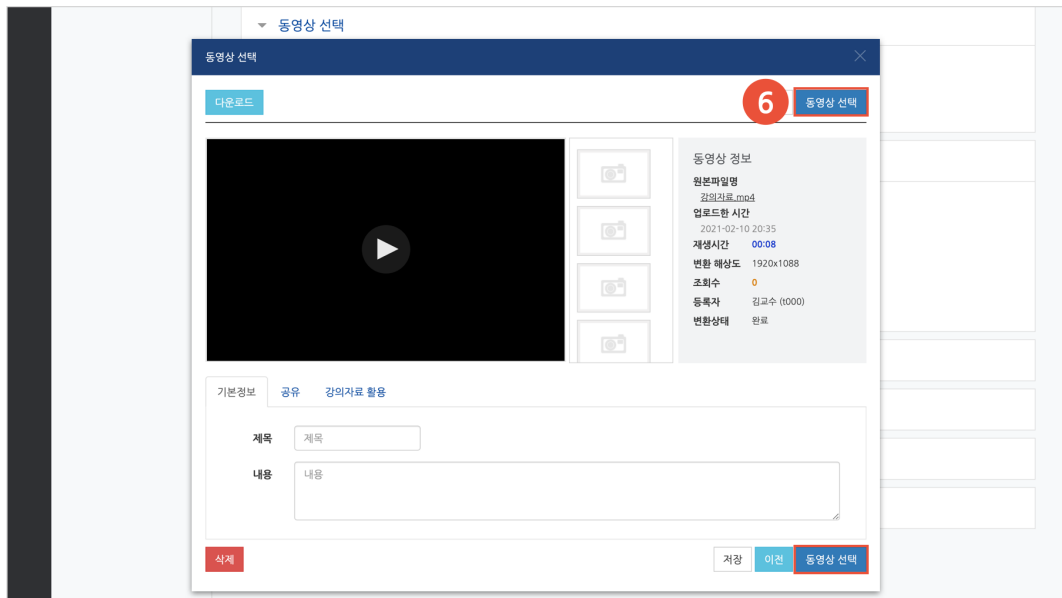 동영상 선택
동영상 선택
다운로드
6
동영상 선택
동영상 정보
원본파일명
강의자료.mp4
업로드한 시간
2021-02-10 20:35
재생시간 00:08
변환 해상도 1920x1088
조회수 0
등록자 김교수 (t000)
변환상태 완료
기본정보 공유 강의자료 활용
제목 제목
내용 내용
삭제 저장 이전 동영상 선택